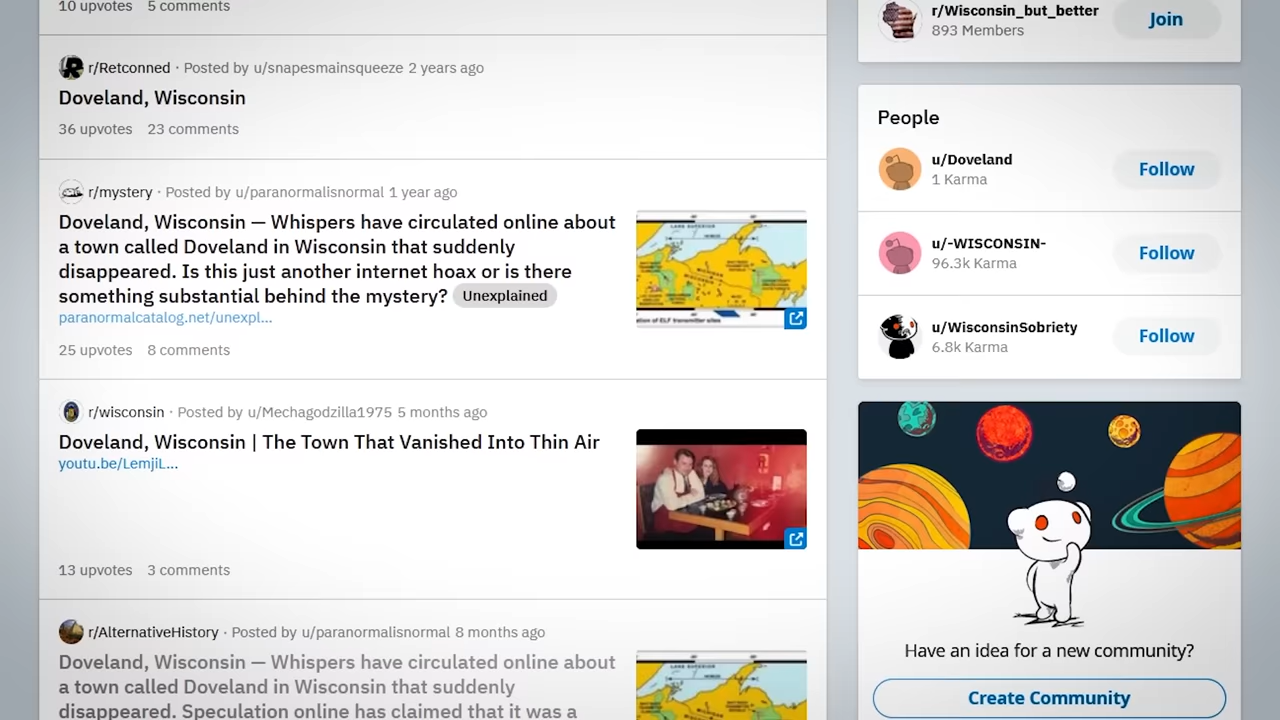 10 upvotes 5 comments
r/Retconned · Posted by u/snapesmainsqueeze 2 years ago
Doveland, Wisconsin
36 upvotes 23 comments
r/mystery · Posted by u/paranormalisnormal 1 year ago
Doveland, Wisconsin — Whispers have circulated online about
a town called Doveland in Wisconsin that suddenly
disappeared. Is this just another internet hoax or is there
something substantial behind the mystery? Unexplained
paranormalcatalog.net/unexpl...
25 upvotes 8 comments
r/wisconsin · Posted by u/Mechagodzilla1975 5 months ago
Doveland, Wisconsin | The Town That Vanished Into Thin Air
youtu.be/LemjiL...
13 upvotes 3 comments
r/AlternativeHistory · Posted by u/paranormalisnormal 8 months ago
Doveland, Wisconsin — Whispers have circulated online about
a town called Doveland in Wisconsin that suddenly
disappeared. Speculation online has claimed that it was a
r/Wisconsin_but_better
893 Members
Join
People
u/Doveland
1 Karma
Follow
u/-WISCONSIN-
96.3k Karma
Follow
u/WisconsinSobriety
6.8k Karma
Follow
Have an idea for a new community?
Create Community